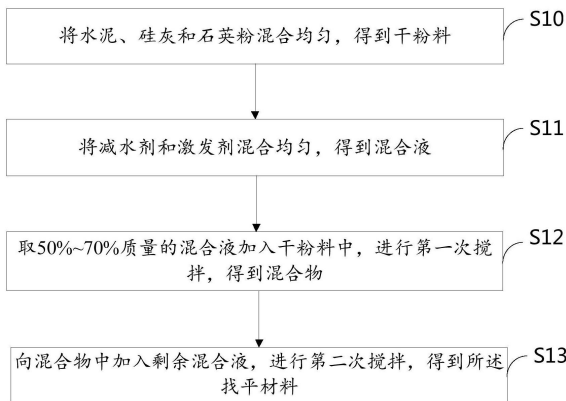 S10
将水泥、硅灰和石英粉混合均匀，得到干粉料
S11
将减水剂和激发剂混合均匀，得到混合液
S12
取50%~70%质量的混合液加入干粉料中，进行第一次搅
拌，得到混合物
S13
向混合物中加入剩余混合液，进行第二次搅拌，得到所述
找平材料